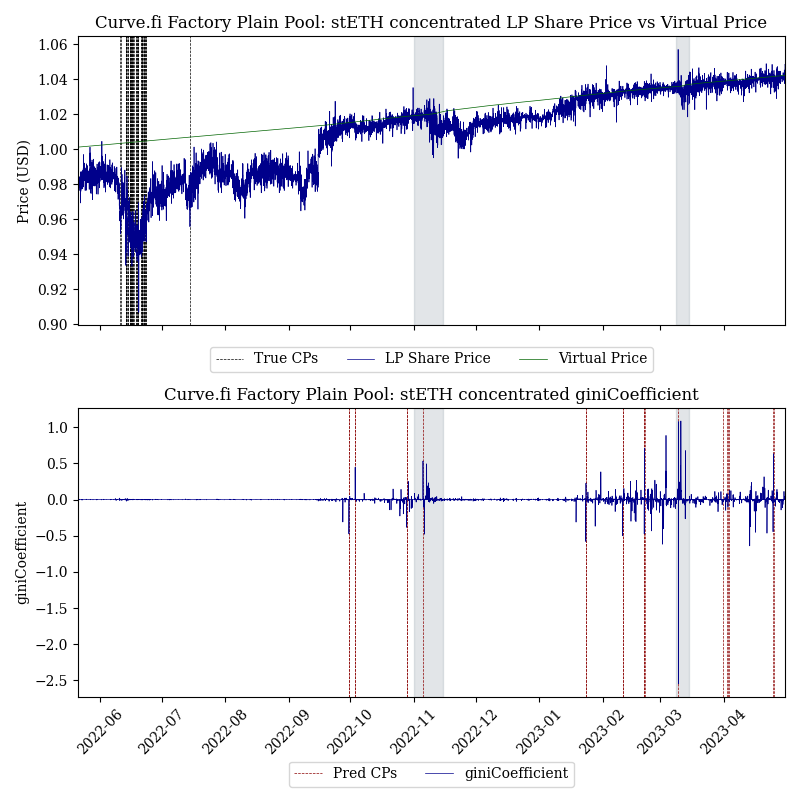 Curve.fi Factory Plain Pool: stETH concentrated LP Share Price vs Virtual Price
1.06
1.04
1.02
1.00
0.98
0.96
0.94
0.92
0.90
Price (USD)
True CPs LP Share Price Virtual Price
Curve.fi Factory Plain Pool: stETH concentrated giniCoefficient
1.0
0.5
0.0
−0.5
−1.0
−1.5
−2.0
−2.5
giniCoefficient
2022-06 2022-07 2022-08 2022-09 2022-10 2022-11 2022-12 2023-01 2023-02 2023-03 2023-04
Pred CPs giniCoefficient